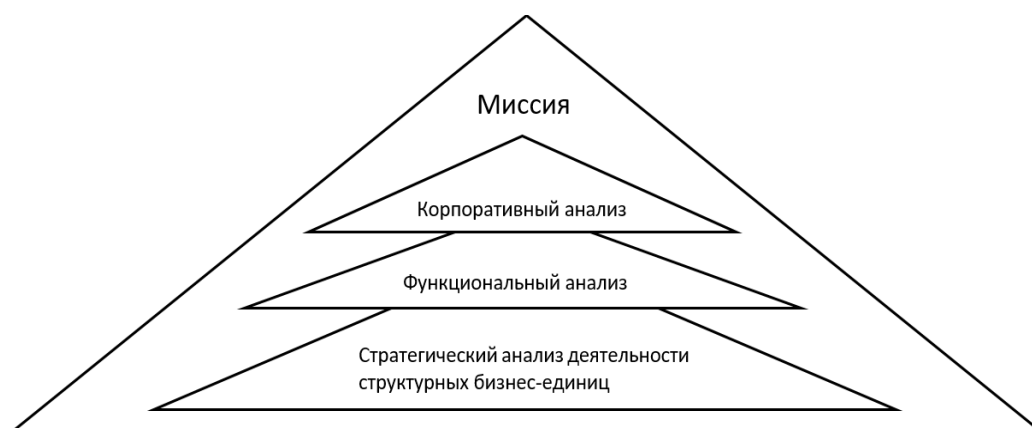 Миссия
Корпоративный анализ
Функциональный анализ
Стратегический анализ деятельности
структурных бизнес-единиц